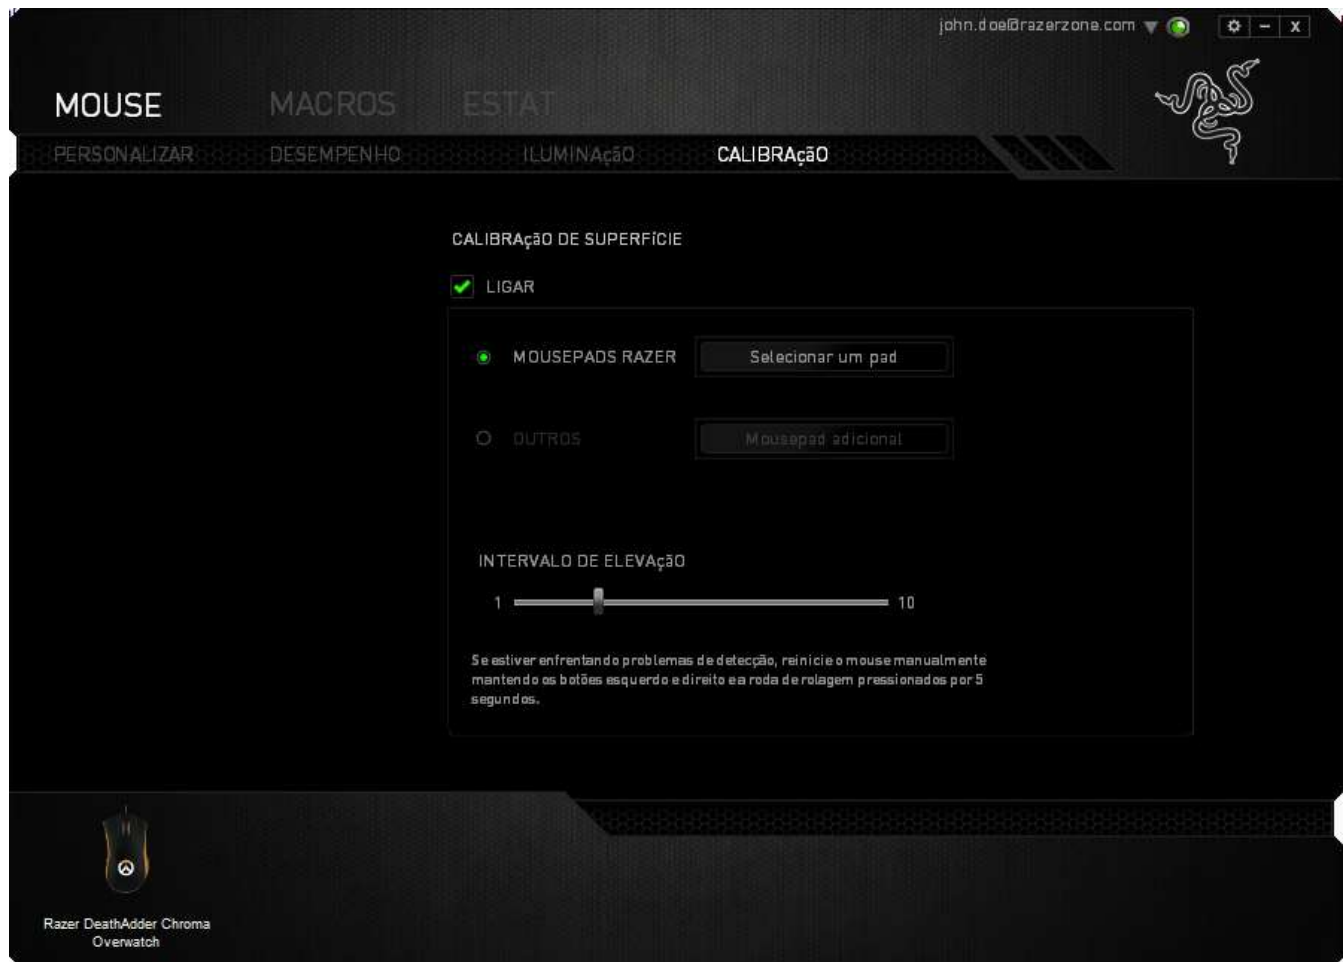 john.doe@razerzone.com
MOUSE MACROS ESTAT
PERSONALIZAR DESEMPENHO ILUMINAçãO CALIBRAçãO
CALIBRAçãO DE SUPERFíCIE
LIGAR
MOUSEPADS RAZER Selecionar um pad
OUTROS Mousepad adicional
INTERVALO DE ELEVAçãO
1 10
Se estiver enfrentando problemas de detecção, reinicie o mouse manualmente
mantendo os botões esquerdo e direito e a roda de rolagem pressionados por 5
segundos.
Razer DeathAdder Chroma
Overwatch